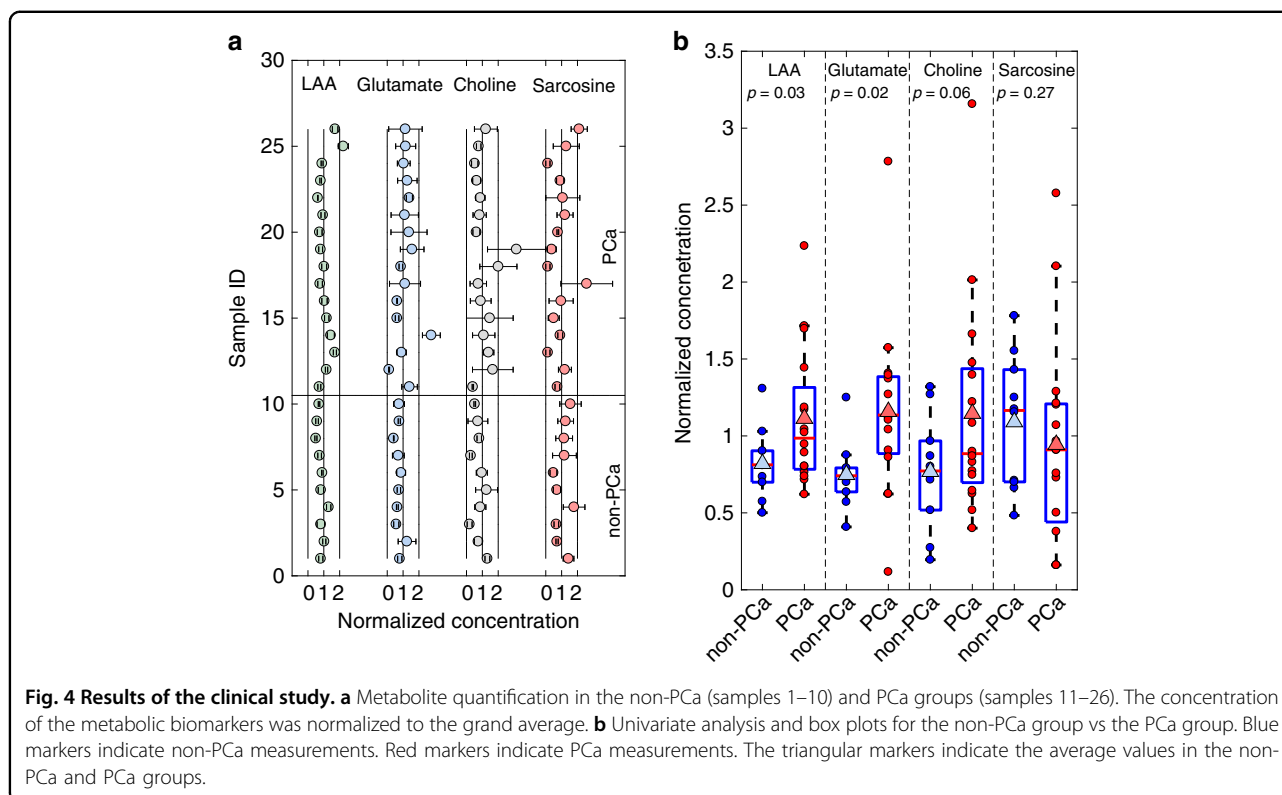 a
30
LAA Glutamate Choline Sarcosine
25
20
15
10
5
0
PCa
non-PCa
Sample ID
0 1 2 0 1 2 0 1 2 0 1 2
Normalized concentration
b
3.5
LAA Glutamate Choline Sarcosine
p = 0.03 p = 0.02 p = 0.06 p = 0.27
3
2.5
2
1.5
1
0.5
0
Normalized concnetration
non-PCa PCa non-PCa PCa non-PCa PCa non-PCa PCa
Fig. 4 Results of the clinical study. a Metabolite quantification in the non-PCa (samples 1–10) and PCa groups (samples 11–26). The concentration
of the metabolic biomarkers was normalized to the grand average. b Univariate analysis and box plots for the non-PCa group vs the PCa group. Blue
markers indicate non-PCa measurements. Red markers indicate PCa measurements. The triangular markers indicate the average values in the non-
PCa and PCa groups.